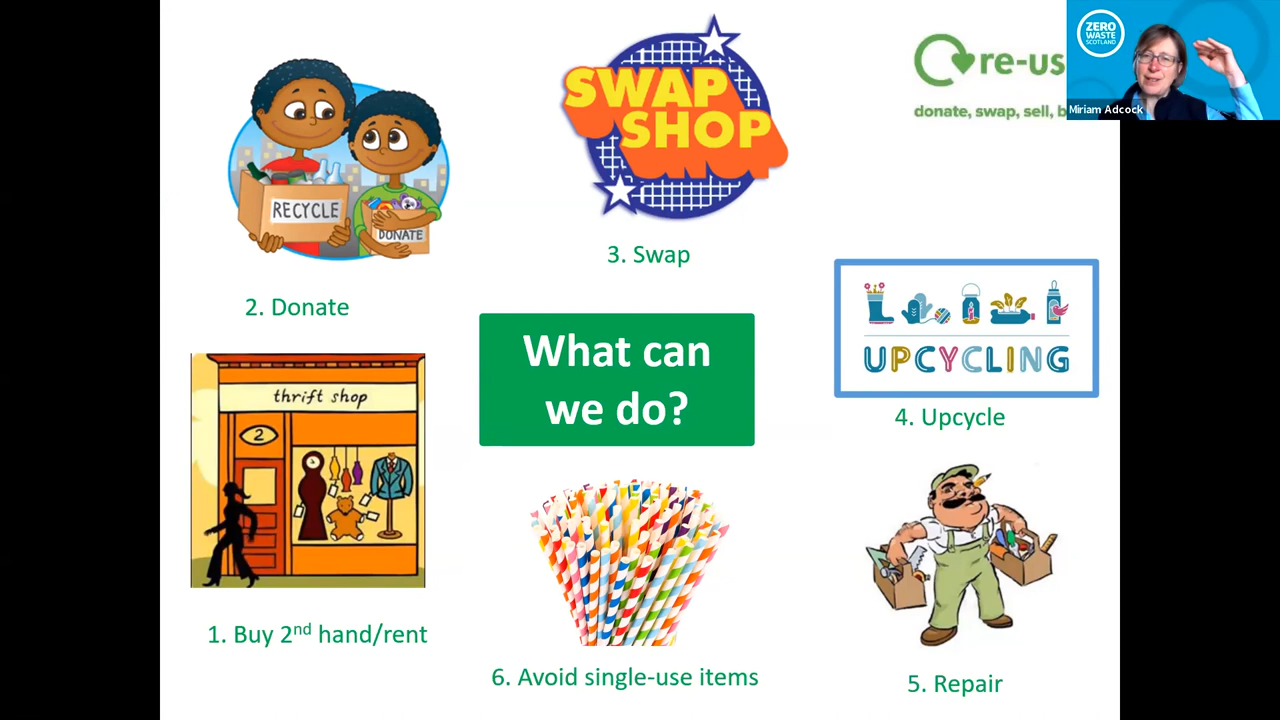 SWAP
SHOP
re-us
donate, swap, sell, b
ZERO
WASTE
SCOTLAND
Miriam Adcock
RECYCLE
DONATE
2. Donate
3. Swap
UPCYCLING
4. Upcycle
What can
we do?
thrift shop
2
1. Buy 2nd hand/rent
6. Avoid single-use items
5. Repair